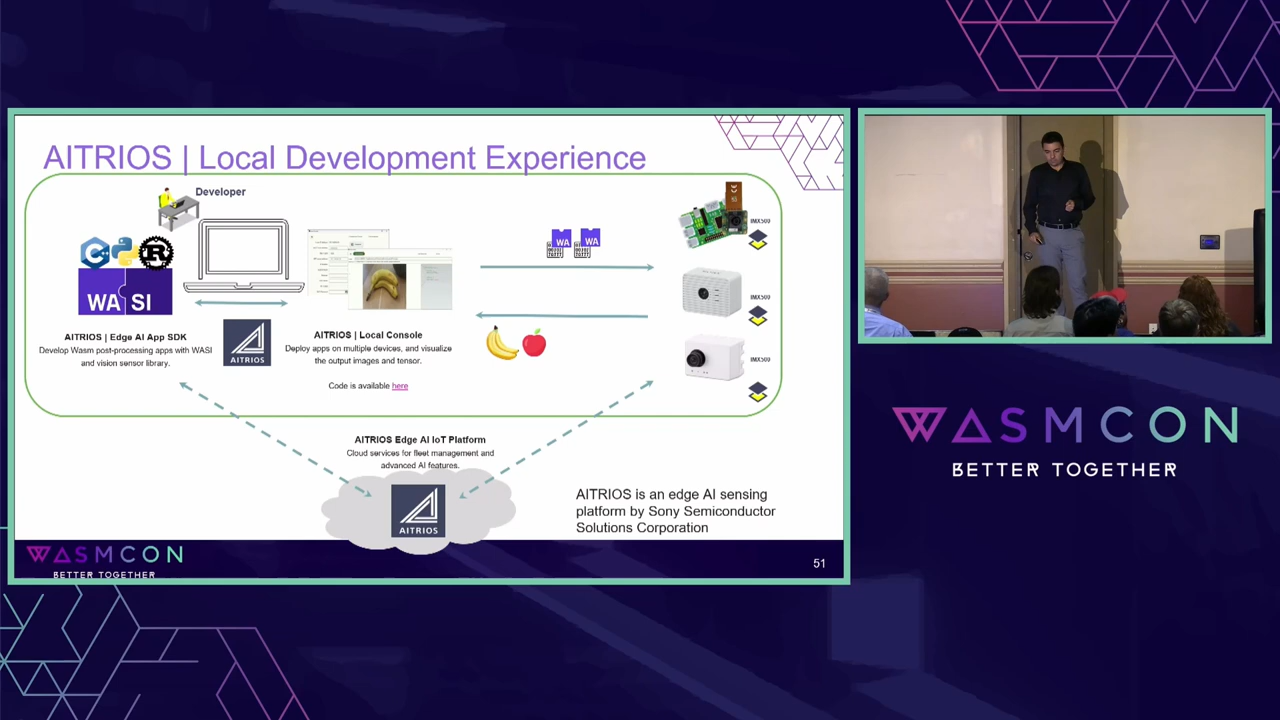 AITRIOS | Local Development Experience
Developer
WA SI
AITRIOS | Edge AI App SDK
Develop Wasm post-processing apps with WASI
and vision sensor library.
AITRIOS
AITRIOS | Local Console
Deploy apps on multiple devices, and visualize
the output images and tensor.
Code is available here
WA
WA
IMX500
IMX500
IMX500
AITRIOS Edge AI IoT Platform
Cloud services for fleet management and
advanced AI features.
AITRIOS
AITRIOS is an edge AI sensing
platform by Sony Semiconductor
Solutions Corporation
WASMCON
BETTER TOGETHER
51
WASMCON
BETTER TOGETHER